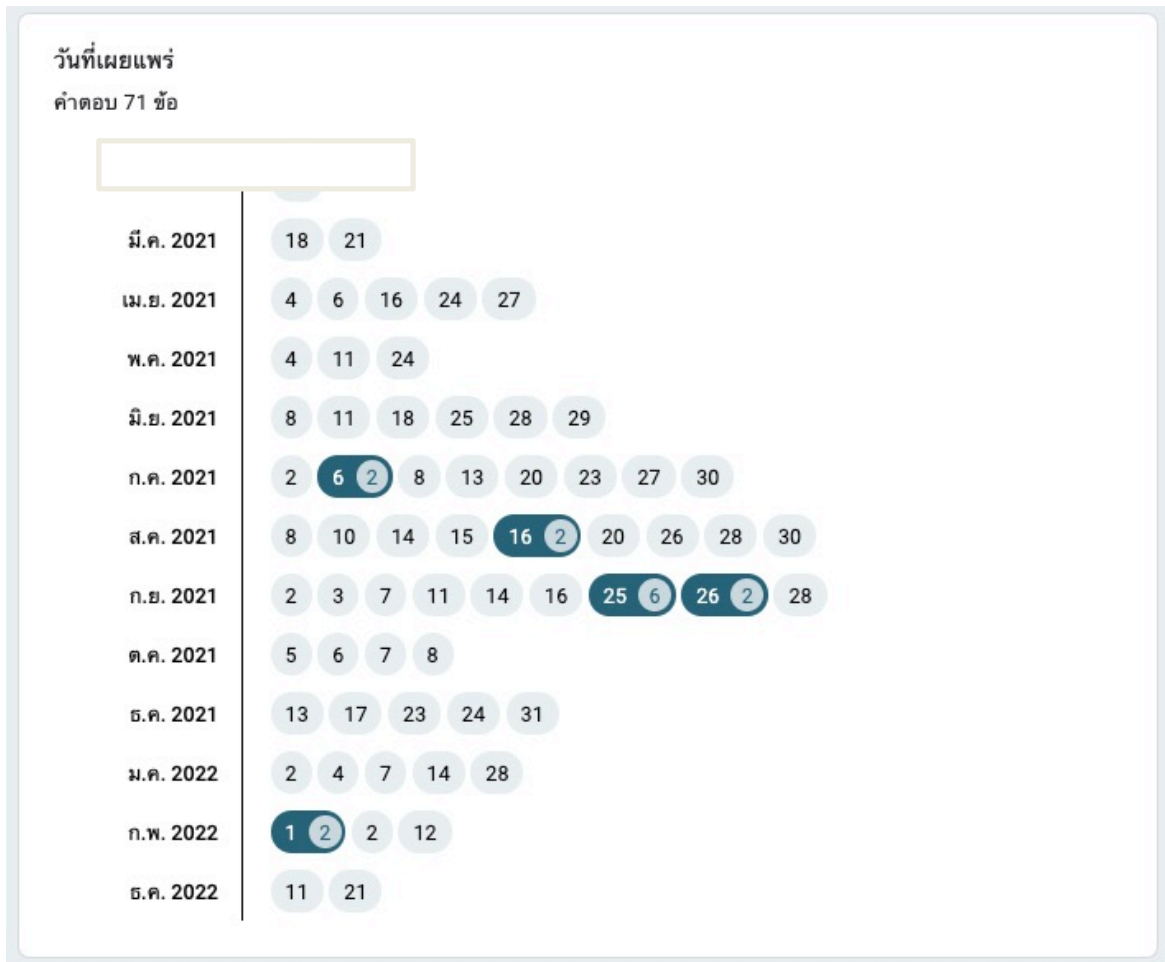 วันที่เผยแพร่
คำตอบ 71 ข้อ
มี.ค. 2021 18 21
เม.ย. 2021 4 6 16 24 27
พ.ค. 2021 4 11 24
มิ.ย. 2021 8 11 18 25 28 29
ก.ค. 2021 2 6 2 8 13 20 23 27 30
ส.ค. 2021 8 10 14 15 16 2 20 26 28 30
ก.ย. 2021 2 3 7 11 14 16 25 6 26 2 28
ต.ค. 2021 5 6 7 8
ธ.ค. 2021 13 17 23 24 31
ม.ค. 2022 2 4 7 14 28
ก.พ. 2022 1 2 2 12
ธ.ค. 2022 11 21